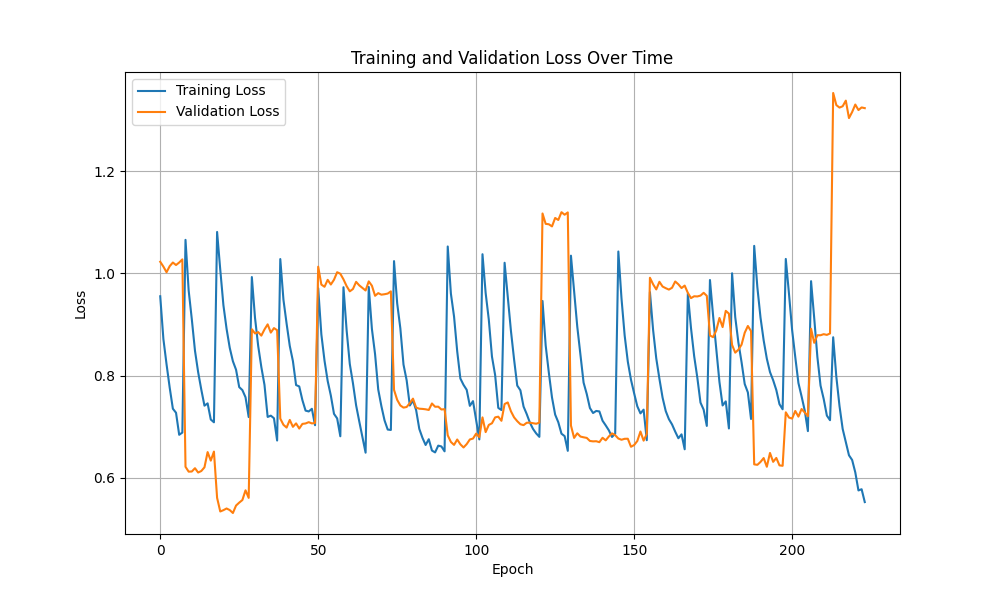 Training and Validation Loss Over Time
Training Loss
Validation Loss
1.2
1.0
0.8
0.6
Loss
0
50
100
150
200
Epoch